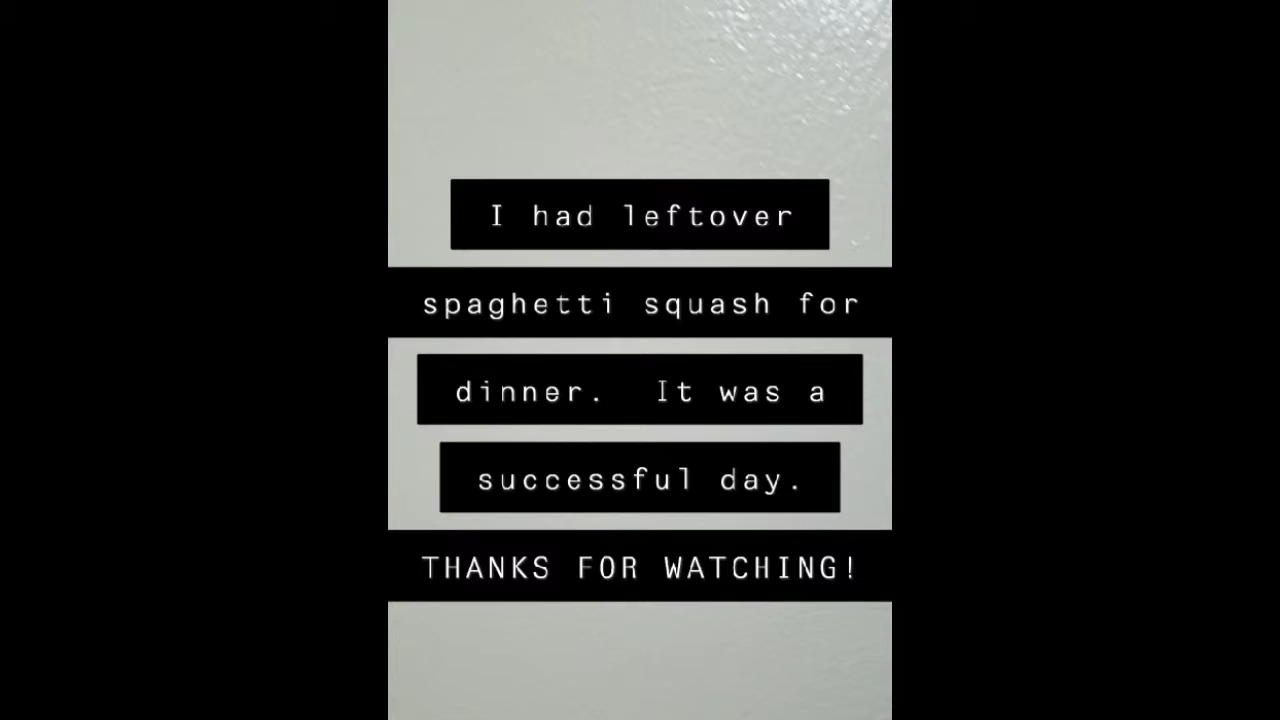 I had leftover
spaghetti squash for
dinner.  It was a
successful day.
THANKS FOR WATCHING!